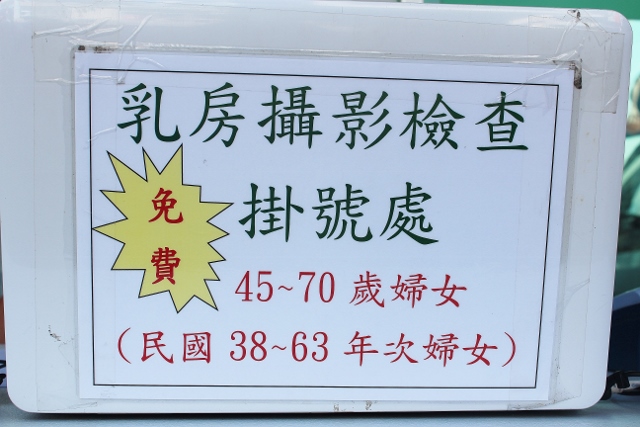 乳房攝影檢查
免費
掛號處
45~70 歲婦女
(民國 38~63 年次婦女)